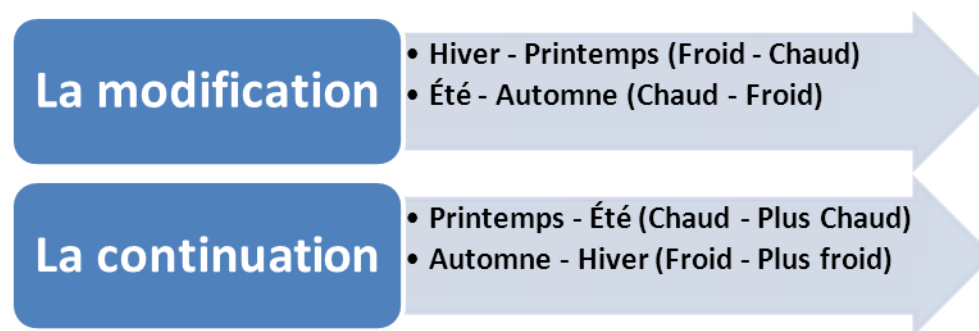 La modification
• Hiver - Printemps (Froid - Chaud)
• Été - Automne (Chaud - Froid)
La continuation
• Printemps - Été (Chaud - Plus Chaud)
• Automne - Hiver (Froid - Plus froid)